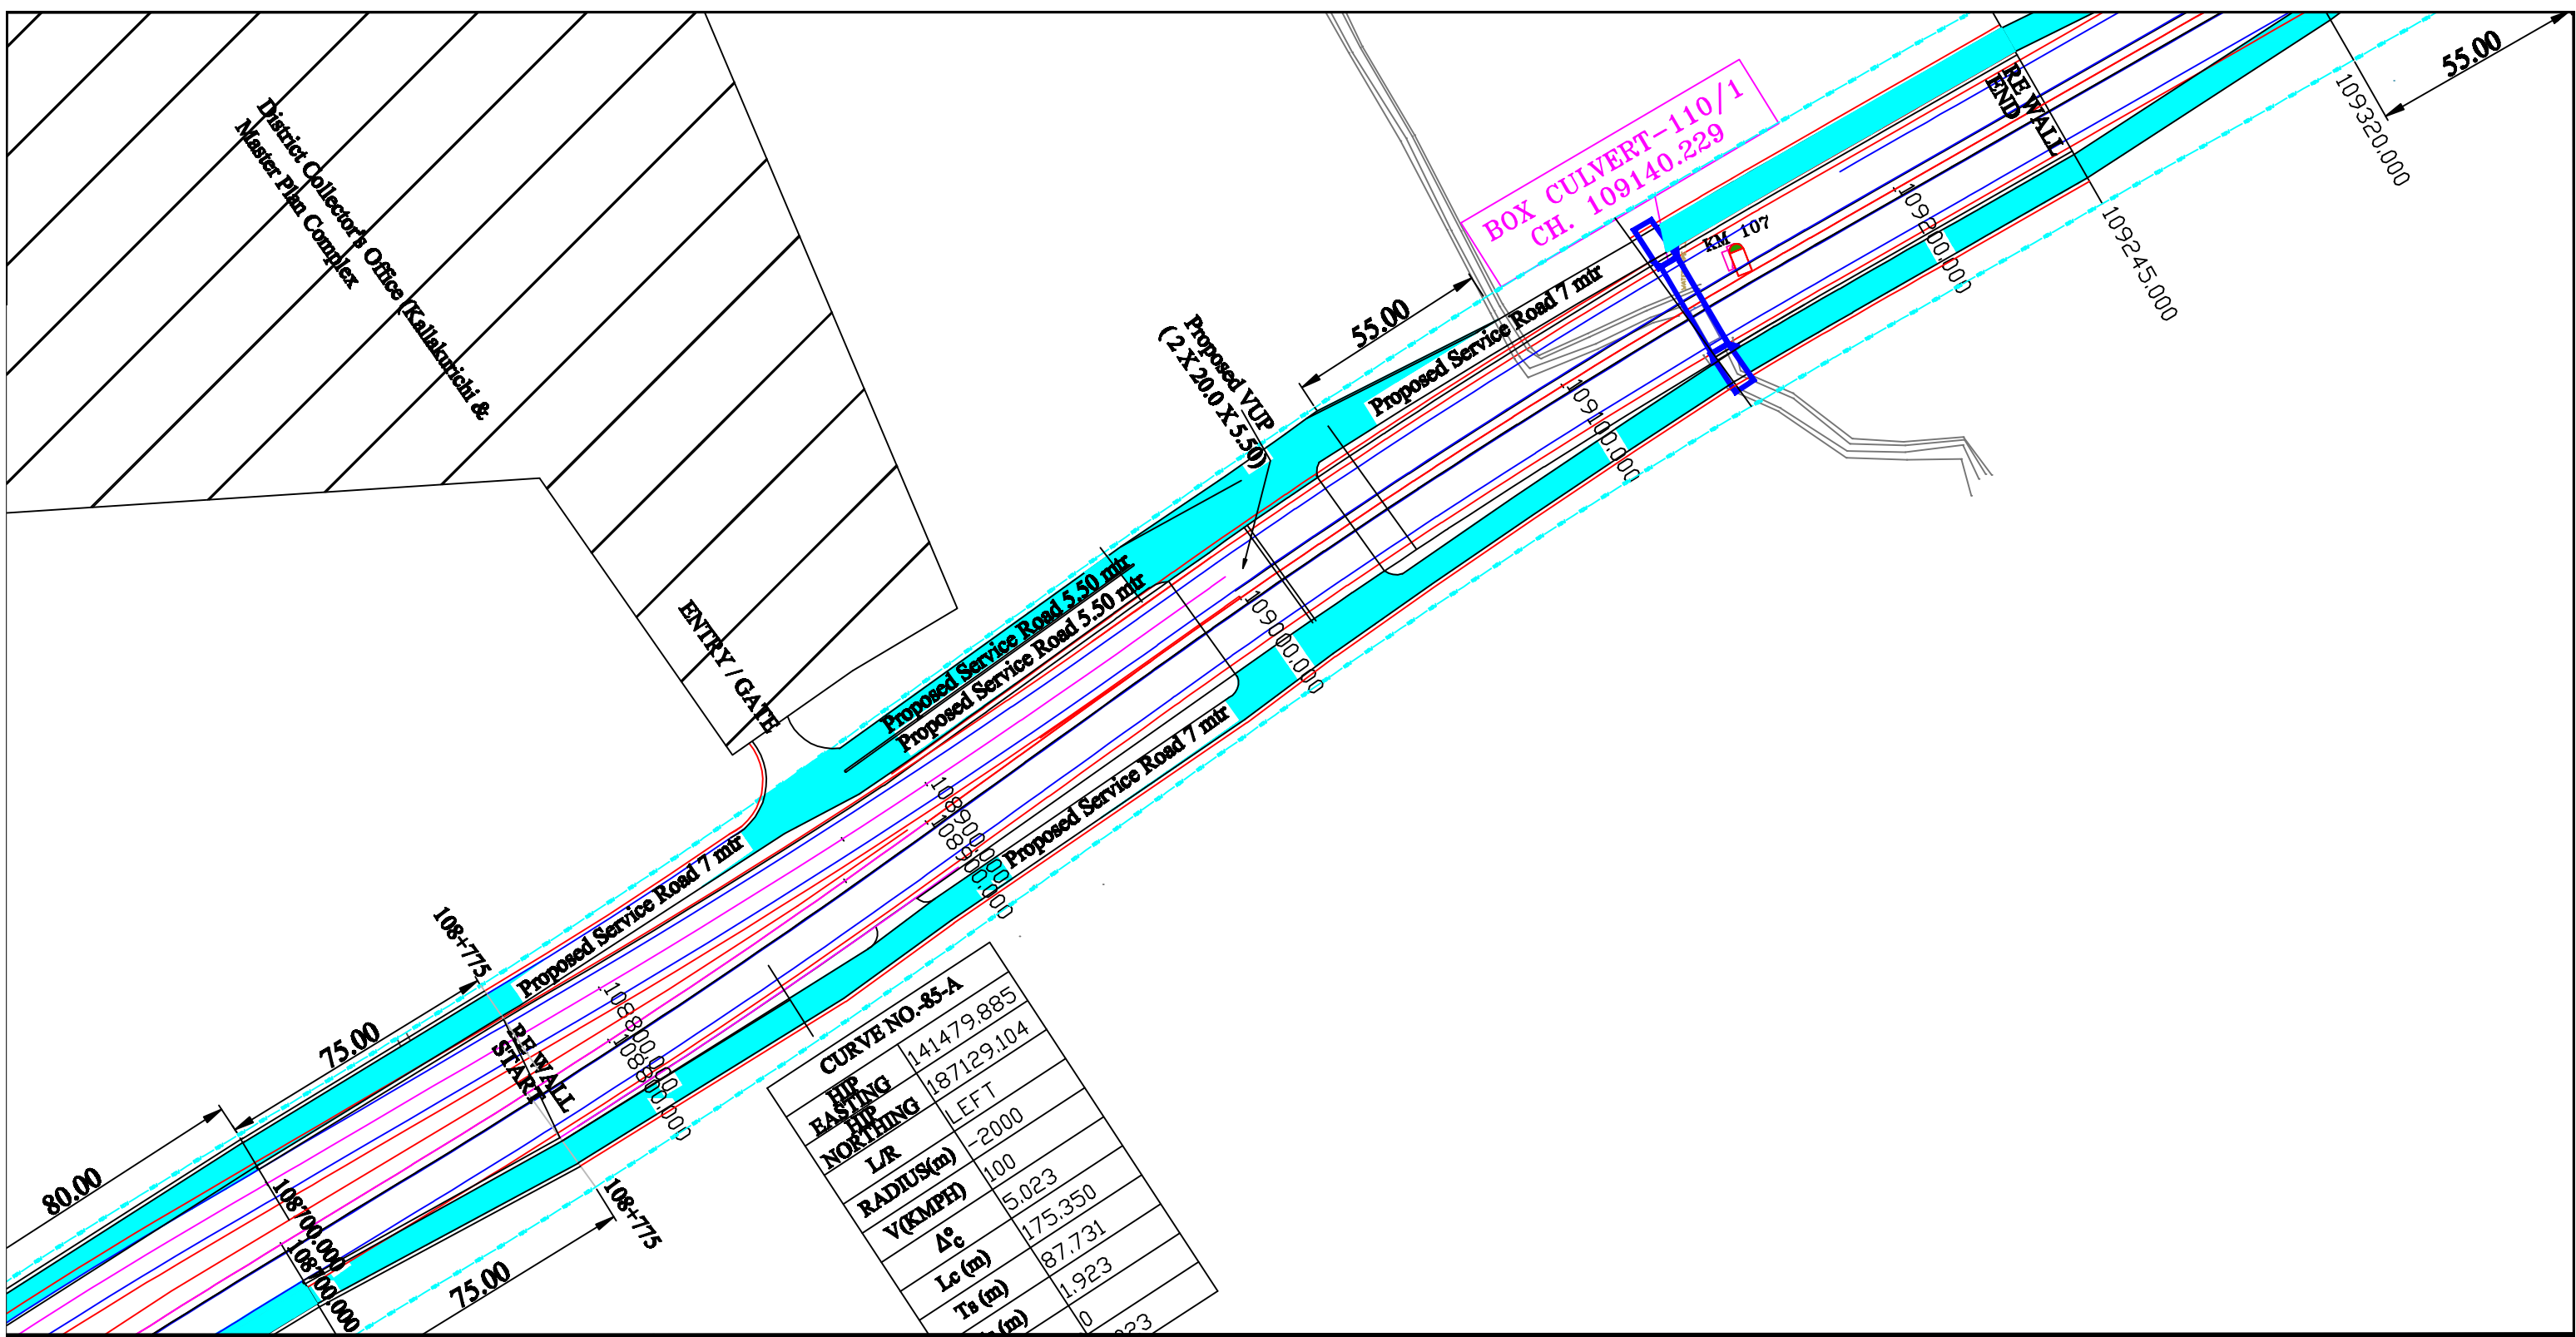 District Collector's Office (Kallakurichi &
Master Plan Complex
ENTRY / GATE
Proposed VUP
( 2 X 20.0 X 5.50)
BOX CULVERT-110/1
CH. 109140.229
KM 107
RE WALL
END
55.00
109320.000
109245.000
109200.000
55.00
Proposed Service Road 7 mtr
109100.000
Proposed Service Road 5.50 mtr
Proposed Service Road 5.50 mtr
109000.000
Proposed Service Road 7 mtr
108900.000
108900.000
Proposed Service Road 7 mtr
108+775
75.00
RE WALL
START
108800.000
108800.000
80.00
108700.000
108700.000
75.00
108+775
CURVE NO.-85-A
HIP
EASTING 141479.885
HIP
NORTHING 187129.104
L/R LEFT
RADIUS(m) -2000
V(KMPH) 100
Δ°c 5.023
Lc (m) 175.350
Ts (m) 87.731
(m) 1.923
0